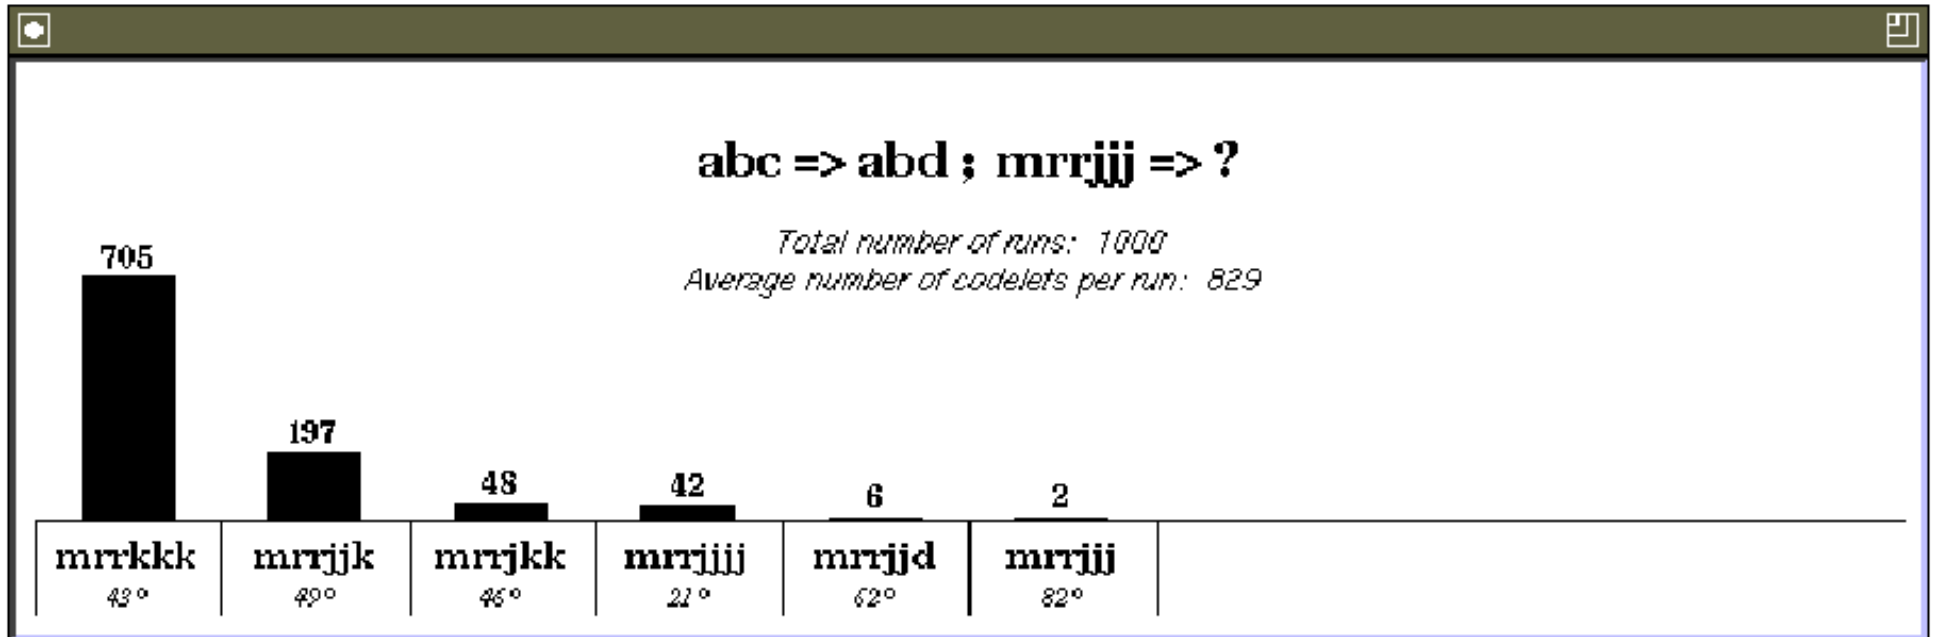 abc => abd ; mrrjjj => ?
Total number of runs: 1000
Average number of codelets per run: 829
705
197
48
42
6
2
mrrkkk mrrjjk mrrjkk mrrjjjj mrrjjd mrrjjj
43° 49° 46° 21° 62° 82°